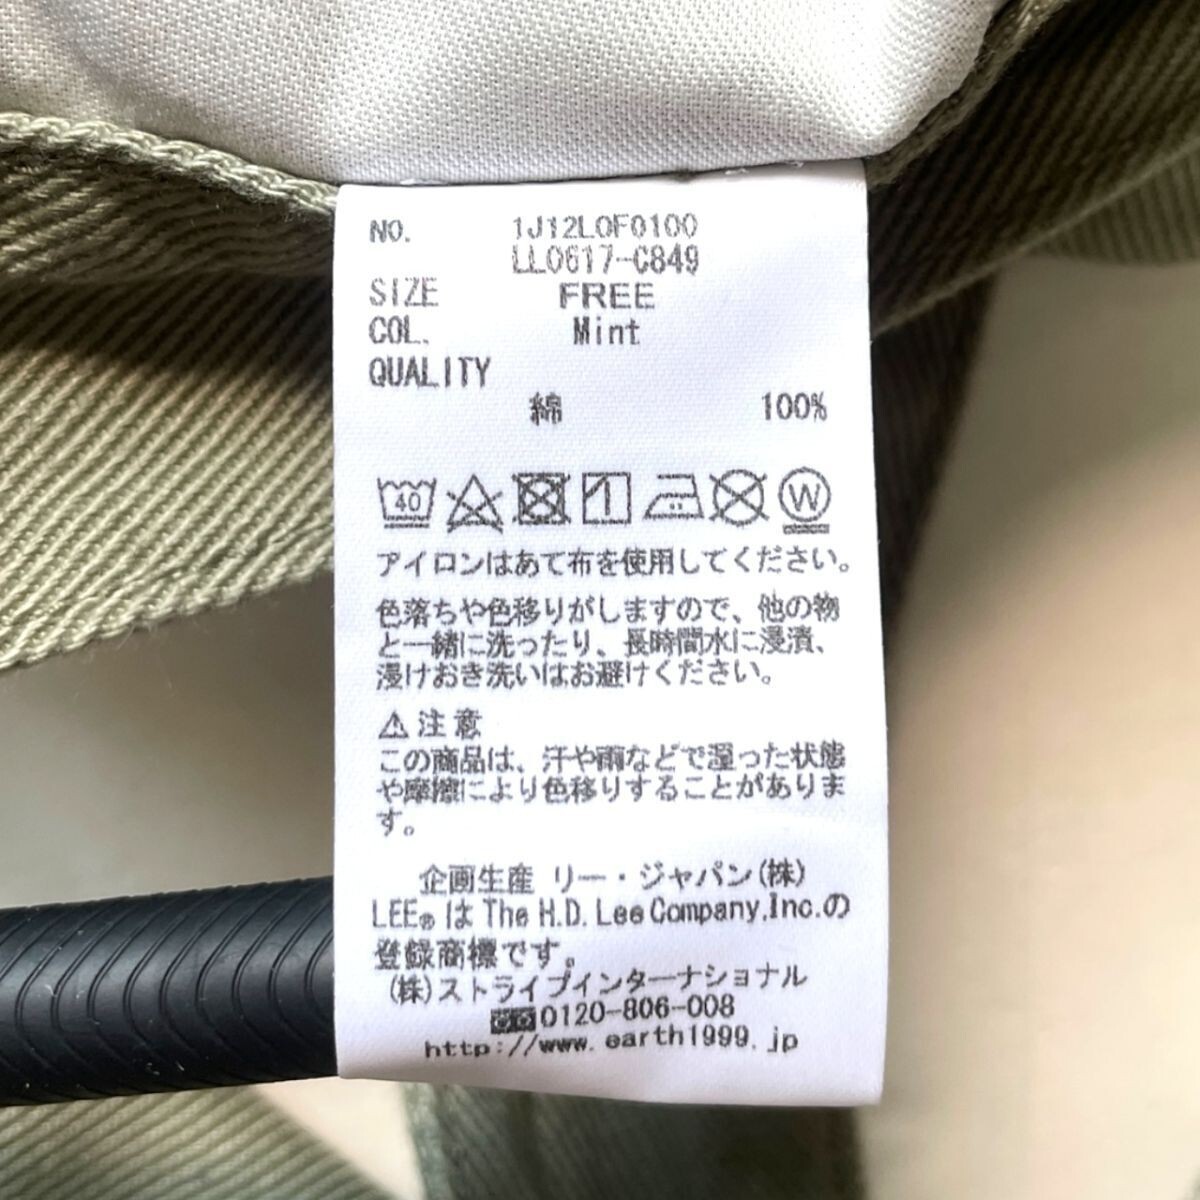 NO. 1J12L0F0100
LL0617-C849
SIZE FREE
COL. Mint
QUALITY
綿 100%
40 W
アイロンはあて布を使用してください。
色落ちや色移りがしますので、他の物
と一緒に洗ったり、長時間水に浸漬、
浸けおき洗いはお避けください。
⚠注意
この商品は、汗や雨などで湿った状態
や摩擦により色移りすることがありま
す。
企画生産 リー・ジャパン(株)
LEE®は The H.D. Lee Company,Inc.の
登録商標です。
(株)ストライプインターナショナル
0120-806-008
http://www.earth1999.jp